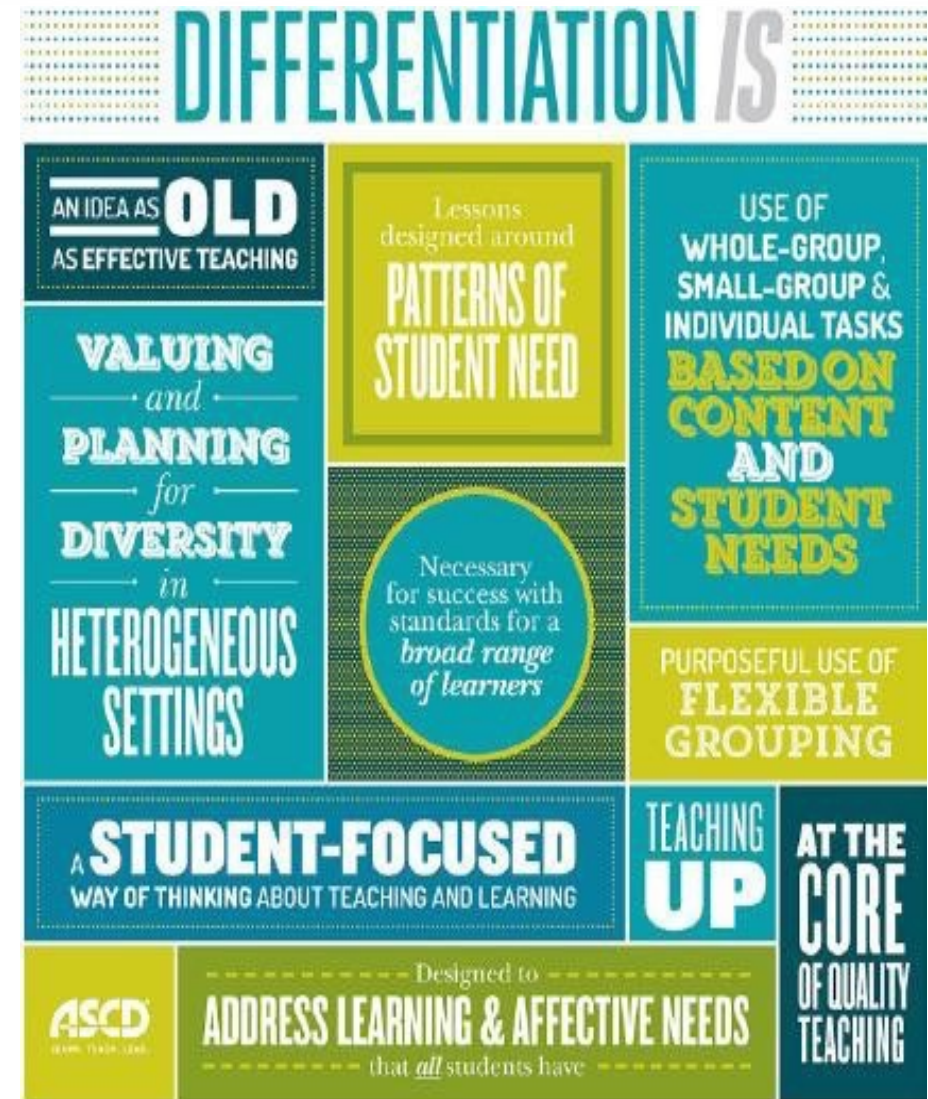 DIFFERENTIATION IS
AN IDEA AS OLD
AS EFFECTIVE TEACHING
VALUING
and
PLANNING
for
DIVERSITY
in
HETEROGENEOUS
SETTINGS
Lessons
designed around
PATTERNS OF
STUDENT NEED
Necessary
for success with
standards for a
broad range
of learners
USE OF
WHOLE-GROUP,
SMALL-GROUP &
INDIVIDUAL TASKS
BASED ON
CONTENT
AND
STUDENT
NEEDS
PURPOSEFUL USE OF
FLEXIBLE
GROUPING
A STUDENT-FOCUSED
WAY OF THINKING ABOUT TEACHING AND LEARNING
TEACHING
UP
AT THE
CORE
OF QUALITY
TEACHING
ASCD
LEARN. TEACH. LEAD.
Designed to
ADDRESS LEARNING & AFFECTIVE NEEDS
that all students have